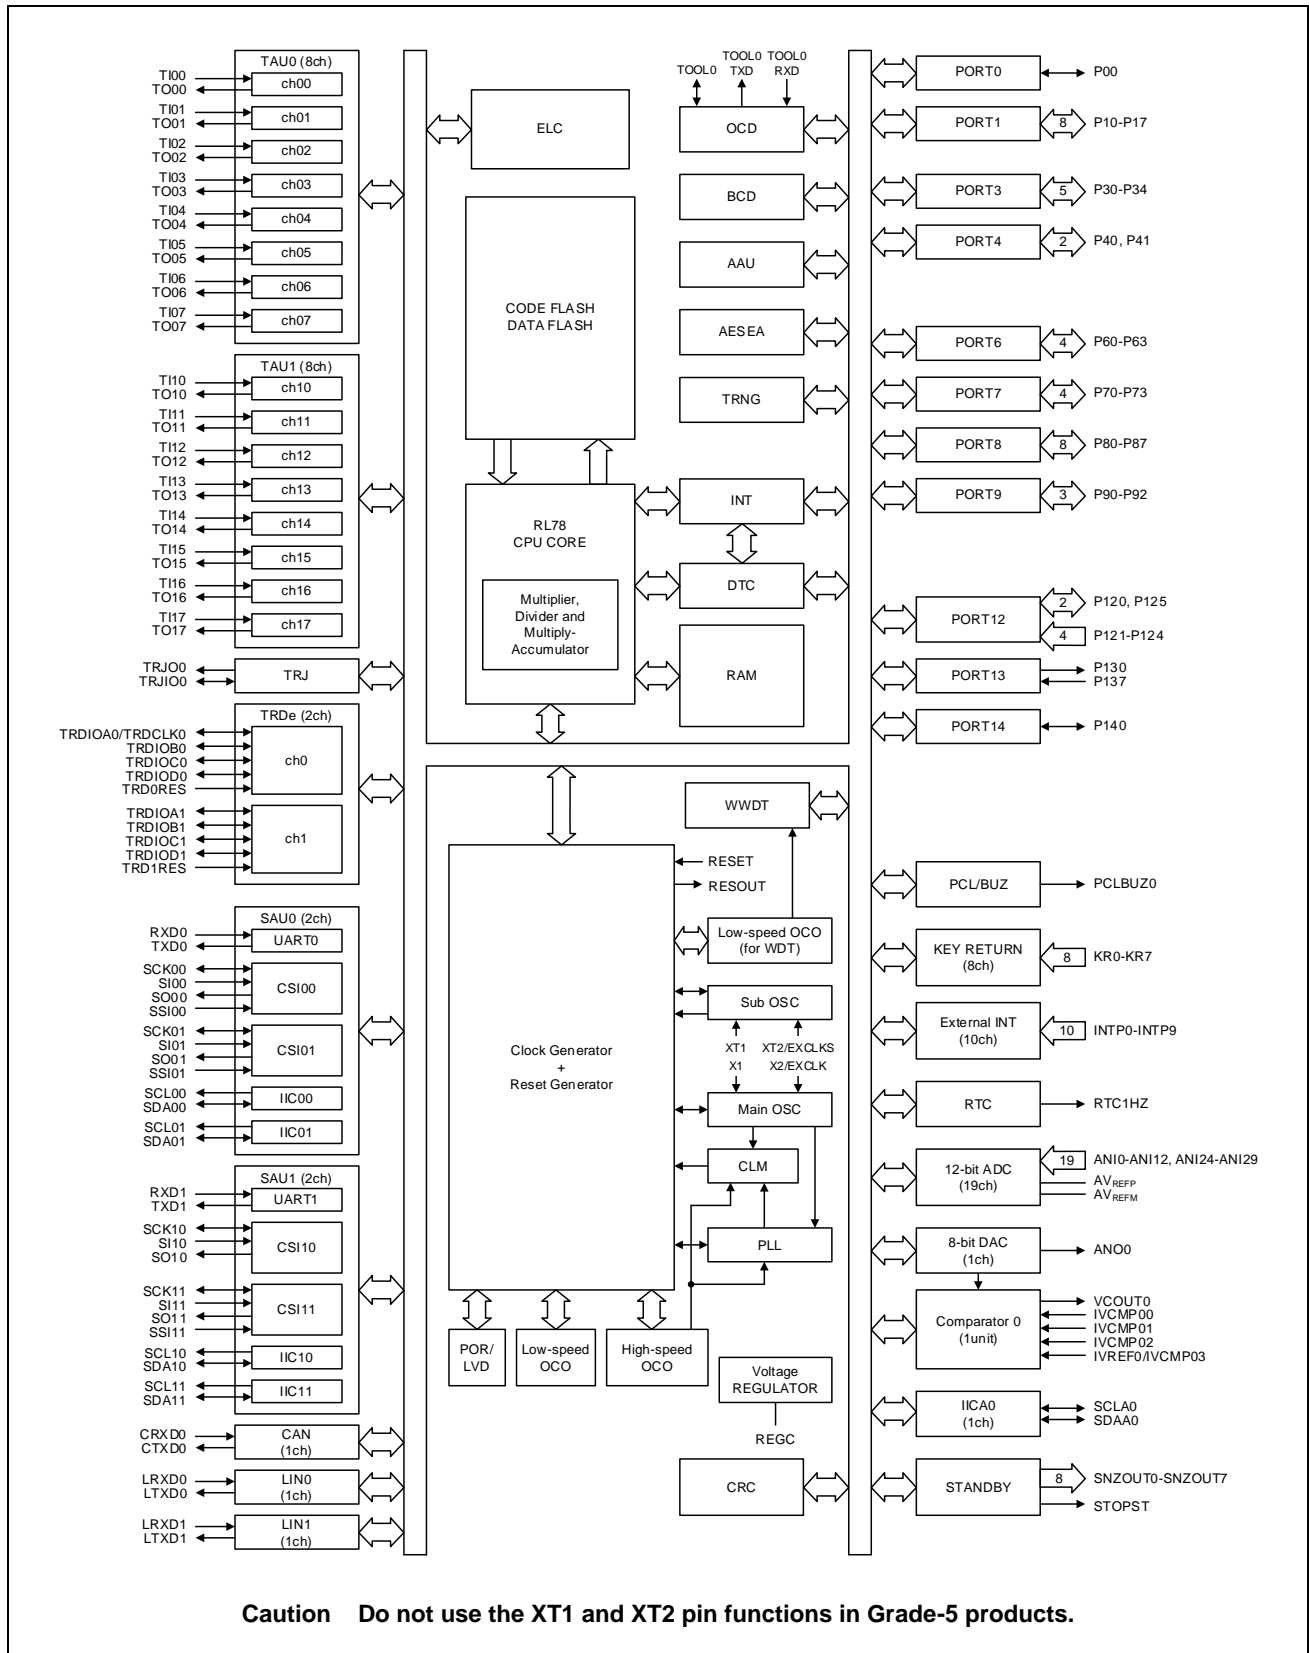 TAU0 (8ch)
TI00
TO00
ch00
TI01
TO01
ch01
TI02
TO02
ch02
TI03
TO03
ch03
TI04
TO04
ch04
TI05
TO05
ch05
TI06
TO06
ch06
TI07
TO07
ch07
TAU1 (8ch)
TI10
TO10
ch10
TI11
TO11
ch11
TI12
TO12
ch12
TI13
TO13
ch13
TI14
TO14
ch14
TI15
TO15
ch15
TI16
TO16
ch16
TI17
TO17
ch17
TRJO0
TRJIO0
TRJ
TRDe (2ch)
TRDIOA0/TRDCLK0
TRDIOB0
TRDIOC0
TRDIOD0
TRD0RES
ch0
TRDIOA1
TRDIOB1
TRDIOC1
TRDIOD1
TRD1RES
ch1
SAU0 (2ch)
RXD0
TXD0
UART0
SCK00
SI00
SO00
SSI00
CSI00
SCK01
SI01
SO01
SSI01
CSI01
SCL00
SDA00
IIC00
SCL01
SDA01
IIC01
SAU1 (2ch)
RXD1
TXD1
UART1
SCK10
SI10
SO10
CSI10
SCK11
SI11
SO11
SSI11
CSI11
SCL10
SDA10
IIC10
SCL11
SDA11
IIC11
CRXD0
CTXD0
CAN
(1ch)
LRXD0
LTXD0
LIN0
(1ch)
LRXD1
LTXD1
LIN1
(1ch)
ELC
CODE FLASH
DATA FLASH
RL78
CPU CORE
Multiplier,
Divider and
Multiply-
Accumulator
TOOL0
TOOL0
TXD
TOOL0
RXD
OCD
BCD
AAU
AESEA
TRNG
INT
DTC
RAM
WWDT
RESET
RESOUT
Low-speed OCO
(for WDT)
Sub OSC
XT1
XT2/EXCLKS
X1
X2/EXCLK
Main OSC
CLM
PLL
Clock Generator
+
Reset Generator
POR/
LVD
Low-speed
OCO
High-speed
OCO
Voltage
REGULATOR
REGC
CRC
PORT0
P00
PORT1
8
P10-P17
PORT3
5
P30-P34
PORT4
2
P40, P41
PORT6
4
P60-P63
PORT7
4
P70-P73
PORT8
8
P80-P87
PORT9
3
P90-P92
PORT12
2
P120, P125
4
P121-P124
PORT13
P130
P137
PORT14
P140
PCL/BUZ
PCLBUZ0
KEY RETURN
(8ch)
8
KR0-KR7
External INT
(10ch)
10
INTP0-INTP9
RTC
RTC1HZ
12-bit ADC
(19ch)
19
ANI0-ANI12, ANI24-ANI29
AVREFP
AVREFM
8-bit DAC
(1ch)
ANO0
Comparator 0
(1unit)
VCOUT0
IVCMP00
IVCMP01
IVCMP02
IVREF0/IVCMP03
IICA0
(1ch)
SCLA0
SDAA0
STANDBY
8
SNZOUT0-SNZOUT7
STOPST
Caution Do not use the XT1 and XT2 pin functions in Grade-5 products.